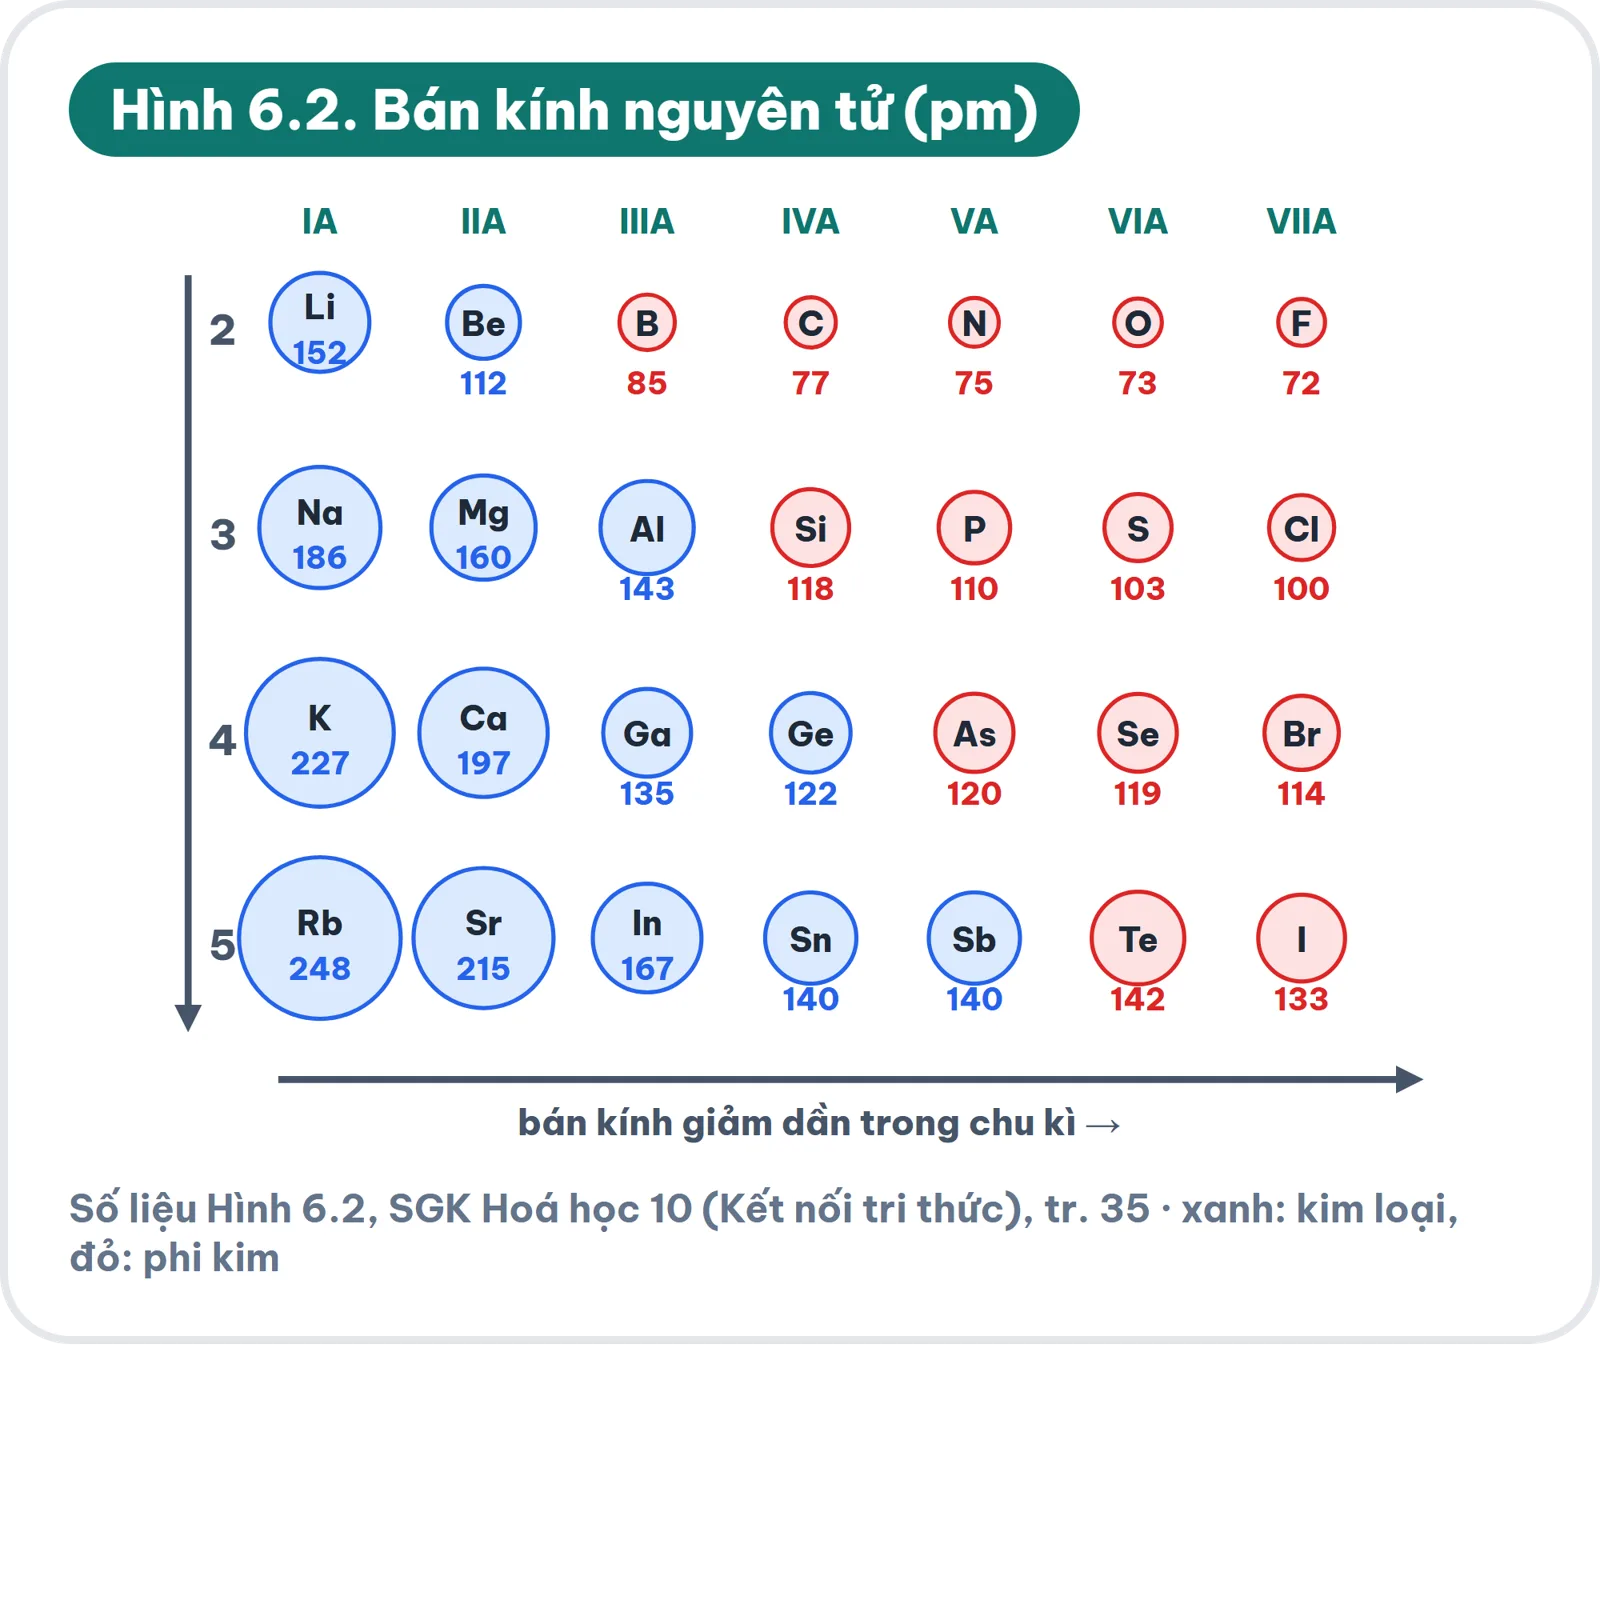 Hình 6.2. Bán kính nguyên tử (pm)
IA IIA IIIA IVA VA VIA VIIA
2 Li Be B C N O F
152 112 85 77 75 73 72
3 Na Mg Al Si P S Cl
186 160 143 118 110 103 100
4 K Ca Ga Ge As Se Br
227 197 135 122 120 119 114
5 Rb Sr In Sn Sb Te I
248 215 167 140 140 142 133
bán kính giảm dần trong chu kì →
Số liệu Hình 6.2, SGK Hoá học 10 (Kết nối tri thức), tr. 35 · xanh: kim loại,
đỏ: phi kim